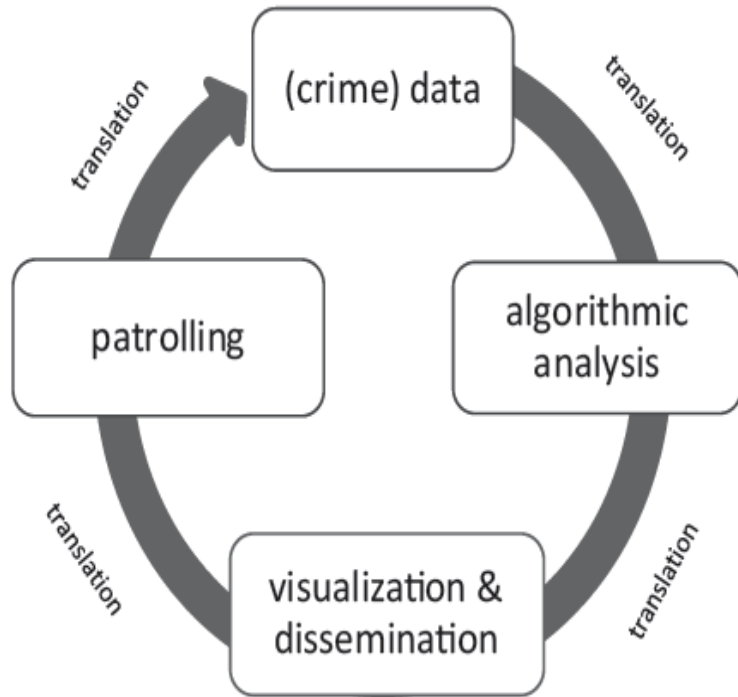 (crime) data
translation
translation
algorithmic
analysis
patrolling
translation
translation
visualization &
dissemination